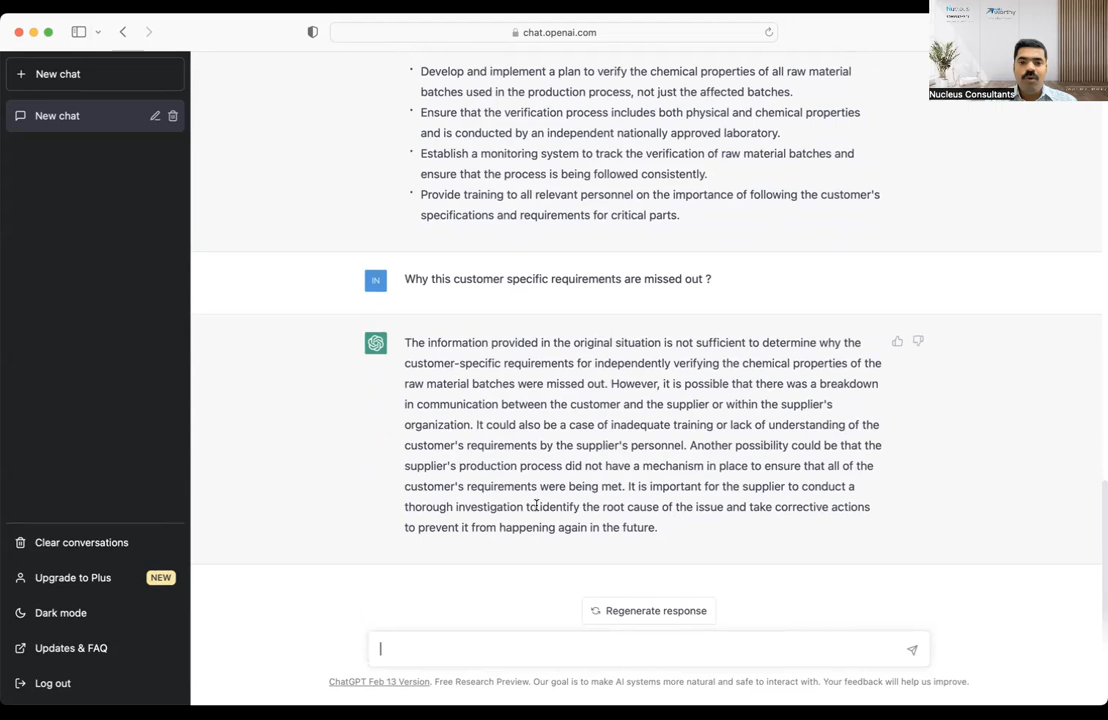 chat.openai.com
Nucleus
Nucleus Consultants
New chat
New chat
Develop and implement a plan to verify the chemical properties of all raw material
batches used in the production process, not just the affected batches.
Ensure that the verification process includes both physical and chemical properties
and is conducted by an independent nationally approved laboratory.
Establish a monitoring system to track the verification of raw material batches and
ensure that the process is being followed consistently.
Provide training to all relevant personnel on the importance of following the customer's
specifications and requirements for critical parts.
IN
Why this customer specific requirements are missed out ?
The information provided in the original situation is not sufficient to determine why the
customer-specific requirements for independently verifying the chemical properties of the
raw material batches were missed out. However, it is possible that there was a breakdown
in communication between the customer and the supplier or within the supplier's
organization. It could also be a case of inadequate training or lack of understanding of the
customer's requirements by the supplier's personnel. Another possibility could be that the
supplier's production process did not have a mechanism in place to ensure that all of the
customer's requirements were being met. It is important for the supplier to conduct a
thorough investigation to identify the root cause of the issue and take corrective actions
to prevent it from happening again in the future.
Clear conversations
Upgrade to Plus NEW
Dark mode
Updates & FAQ
Log out
Regenerate response
ChatGPT Feb 13 Version. Free Research Preview. Our goal is to make AI systems more natural and safe to interact with. Your feedback will help us improve.